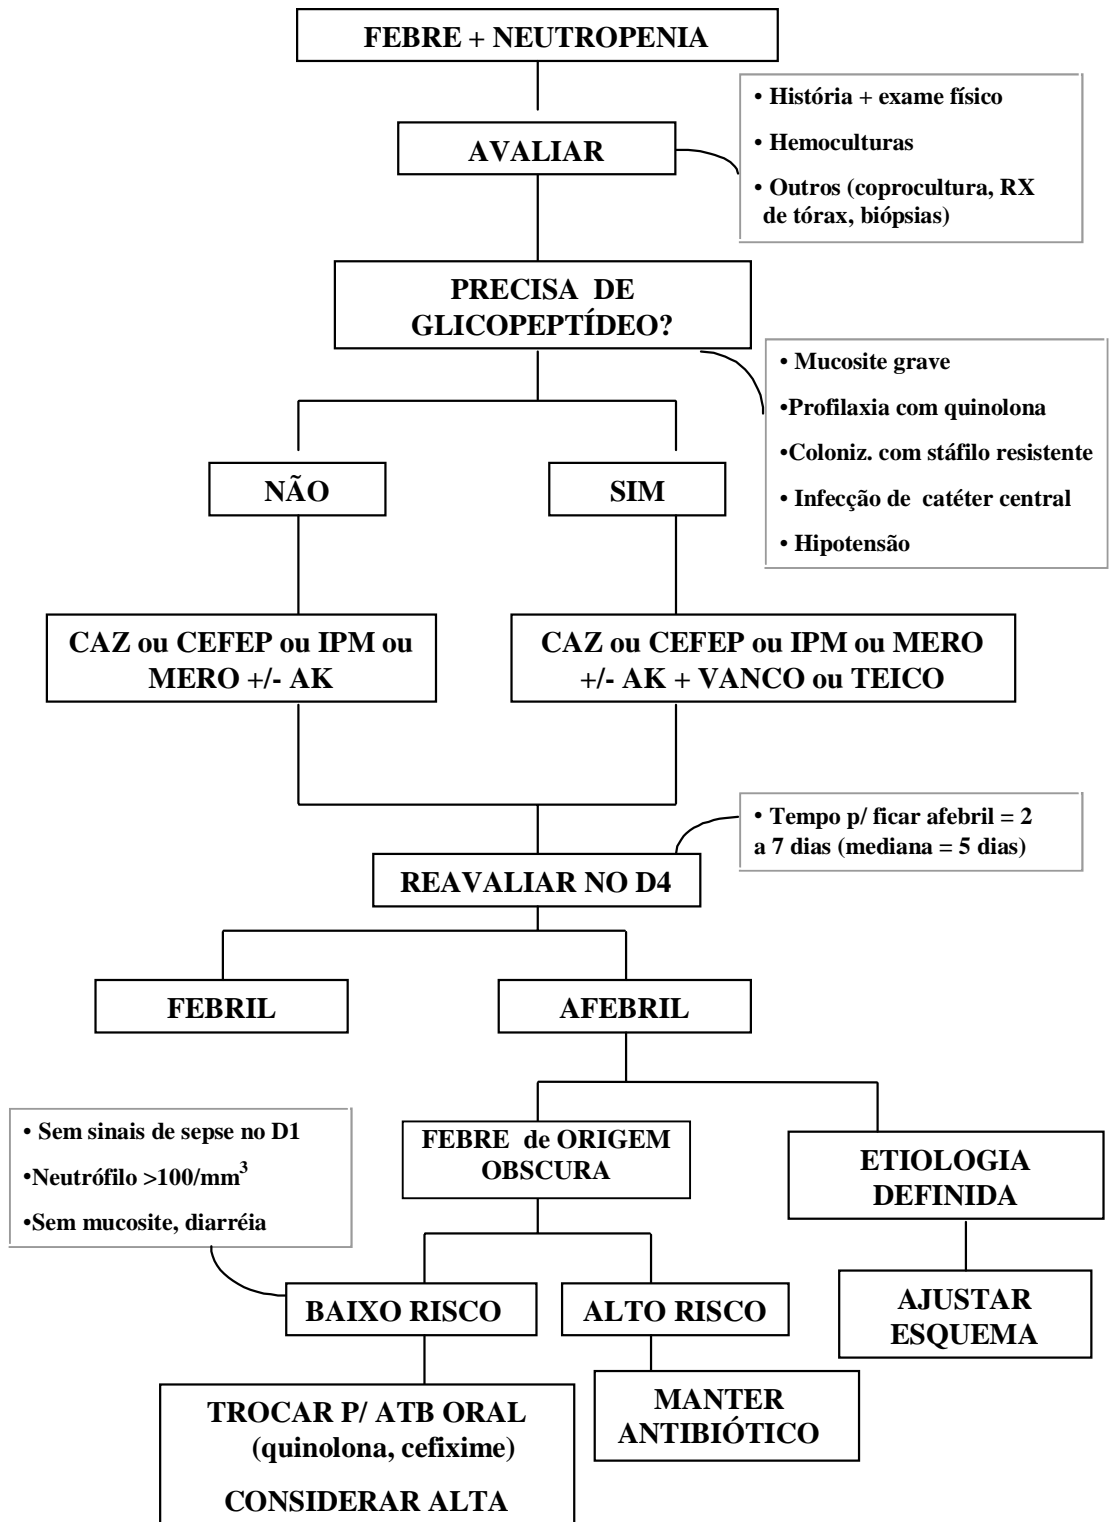 FEBRE + NEUTROPENIA
• História + exame físico
• Hemoculturas
• Outros (coprocultura, RX
de tórax, biópsias)
AVALIAR
PRECISA DE
GLICOPEPTÍDEO?
• Mucosite grave
•Profilaxia com quinolona
•Coloniz. com stáfilo resistente
• Infecção de catéter central
• Hipotensão
NÃO
SIM
CAZ ou CEFEP ou IPM ou
MERO +/- AK
CAZ ou CEFEP ou IPM ou MERO
+/- AK + VANCO ou TEICO
• Tempo p/ ficar afebril = 2
a 7 dias (mediana = 5 dias)
REAVALIAR NO D4
FEBRIL
AFEBRIL
• Sem sinais de sepse no D1
•Neutrófilo >100/mm³
•Sem mucosite, diarréia
FEBRE de ORIGEM
OBSCURA
ETIOLOGIA
DEFINIDA
BAIXO RISCO
ALTO RISCO
AJUSTAR
ESQUEMA
TROCAR P/ ATB ORAL
(quinolona, cefixime)
CONSIDERAR ALTA
MANTER
ANTIBIÓTICO